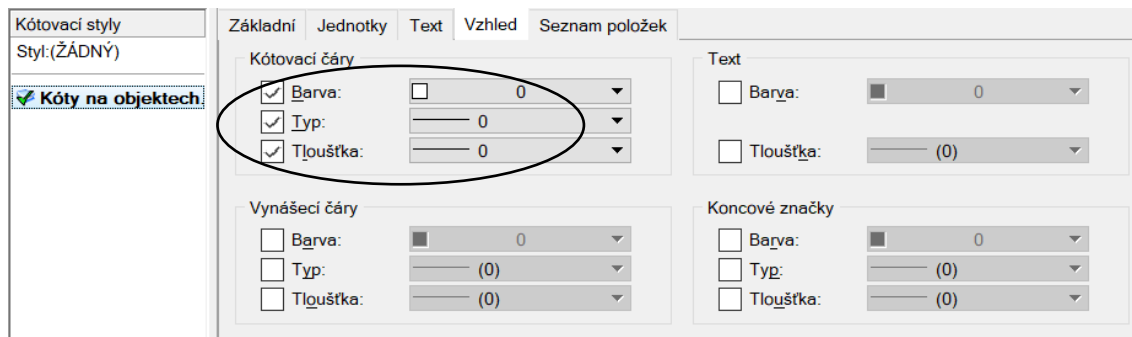 Kótovací styly
Styl:(ŽÁDNÝ)
Kóty na objektech.
Základní Jednotky Text Vzhled Seznam položek
Kótovací čáry
Barva: 0
Typ: 0
Tloušťka: 0
Text
Barva: 0
Tloušťka: (0)
Vynášecí čáry
Barva: 0
Typ: (0)
Tloušťka: (0)
Koncové značky
Barva: 0
Typ: (0)
Tloušťka: (0)